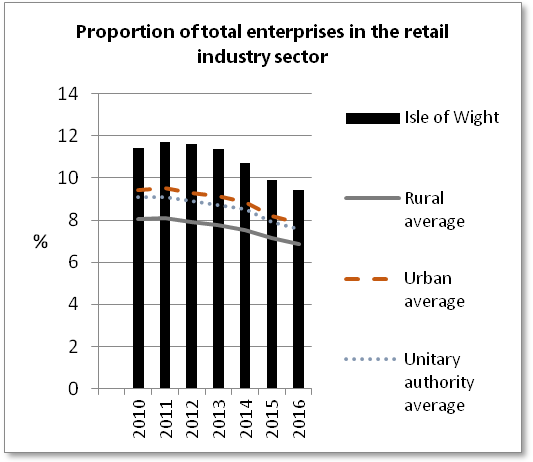 Proportion of total enterprises in the retail
industry sector
14
12
10
8
6
4
2
0
%
2010
2011
2012
2013
2014
2015
2016
Isle of Wight
Rural
average
Urban
average
Unitary
authority
average